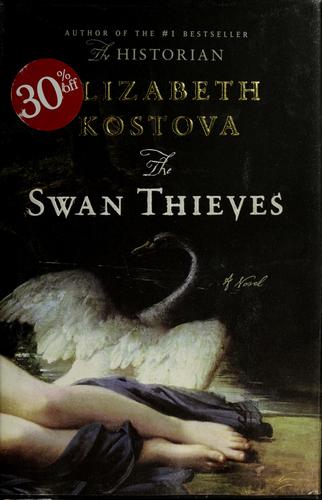 AUTHOR OF THE #1 BESTSELLER
The HISTORIAN
30% off
LIZABETH
KOSTOVA
The
SWAN THIEVES
A Novel